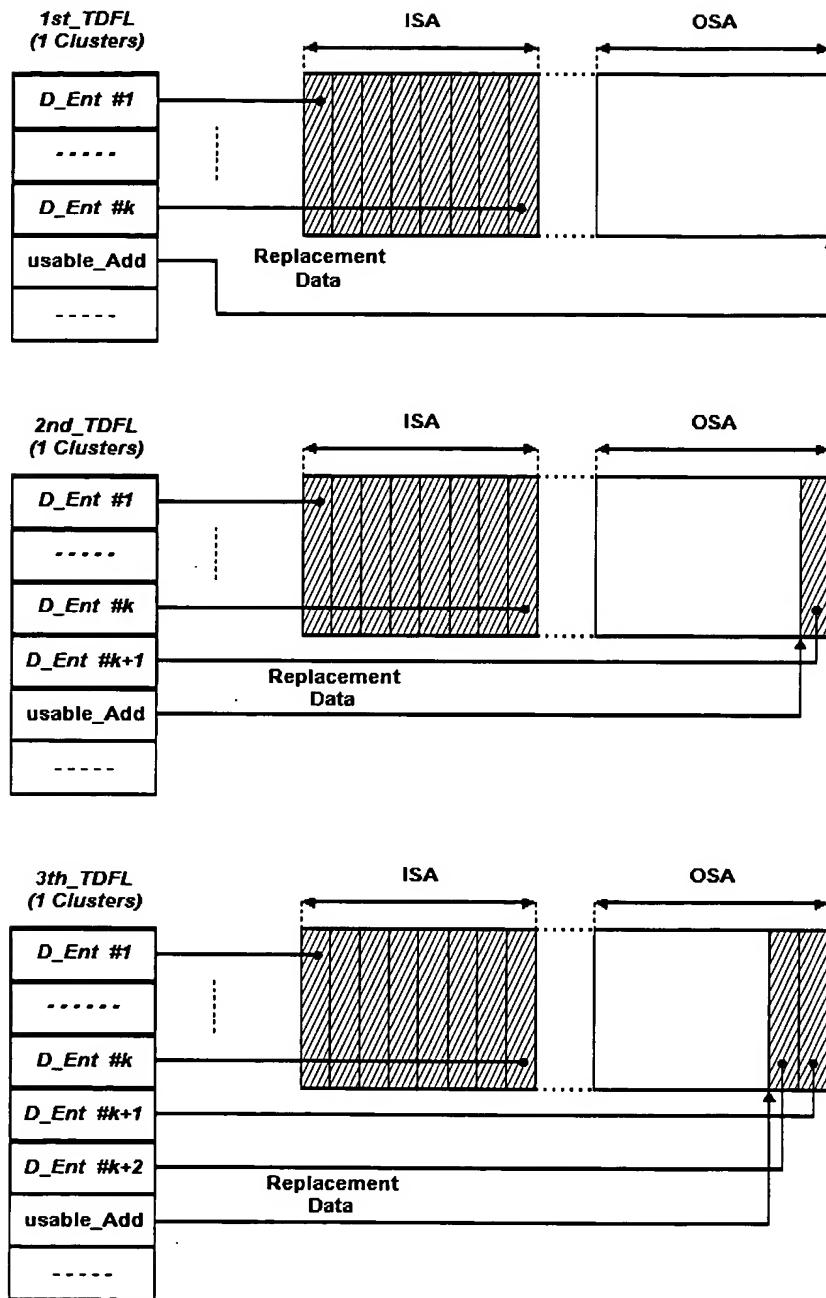 1st_TDFL
(1 Clusters)
ISA
OSA
D_Ent #1
- - - - -
D_Ent #k
usable_Add
- - - - -
Replacement
Data
2nd_TDFL
(1 Clusters)
ISA
OSA
D_Ent #1
- - - - -
D_Ent #k
D_Ent #k+1
usable_Add
- - - - -
Replacement
Data
3th_TDFL
(1 Clusters)
ISA
OSA
D_Ent #1
- - - - - -
D_Ent #k
D_Ent #k+1
D_Ent #k+2
usable_Add
- - - - -
Replacement
Data